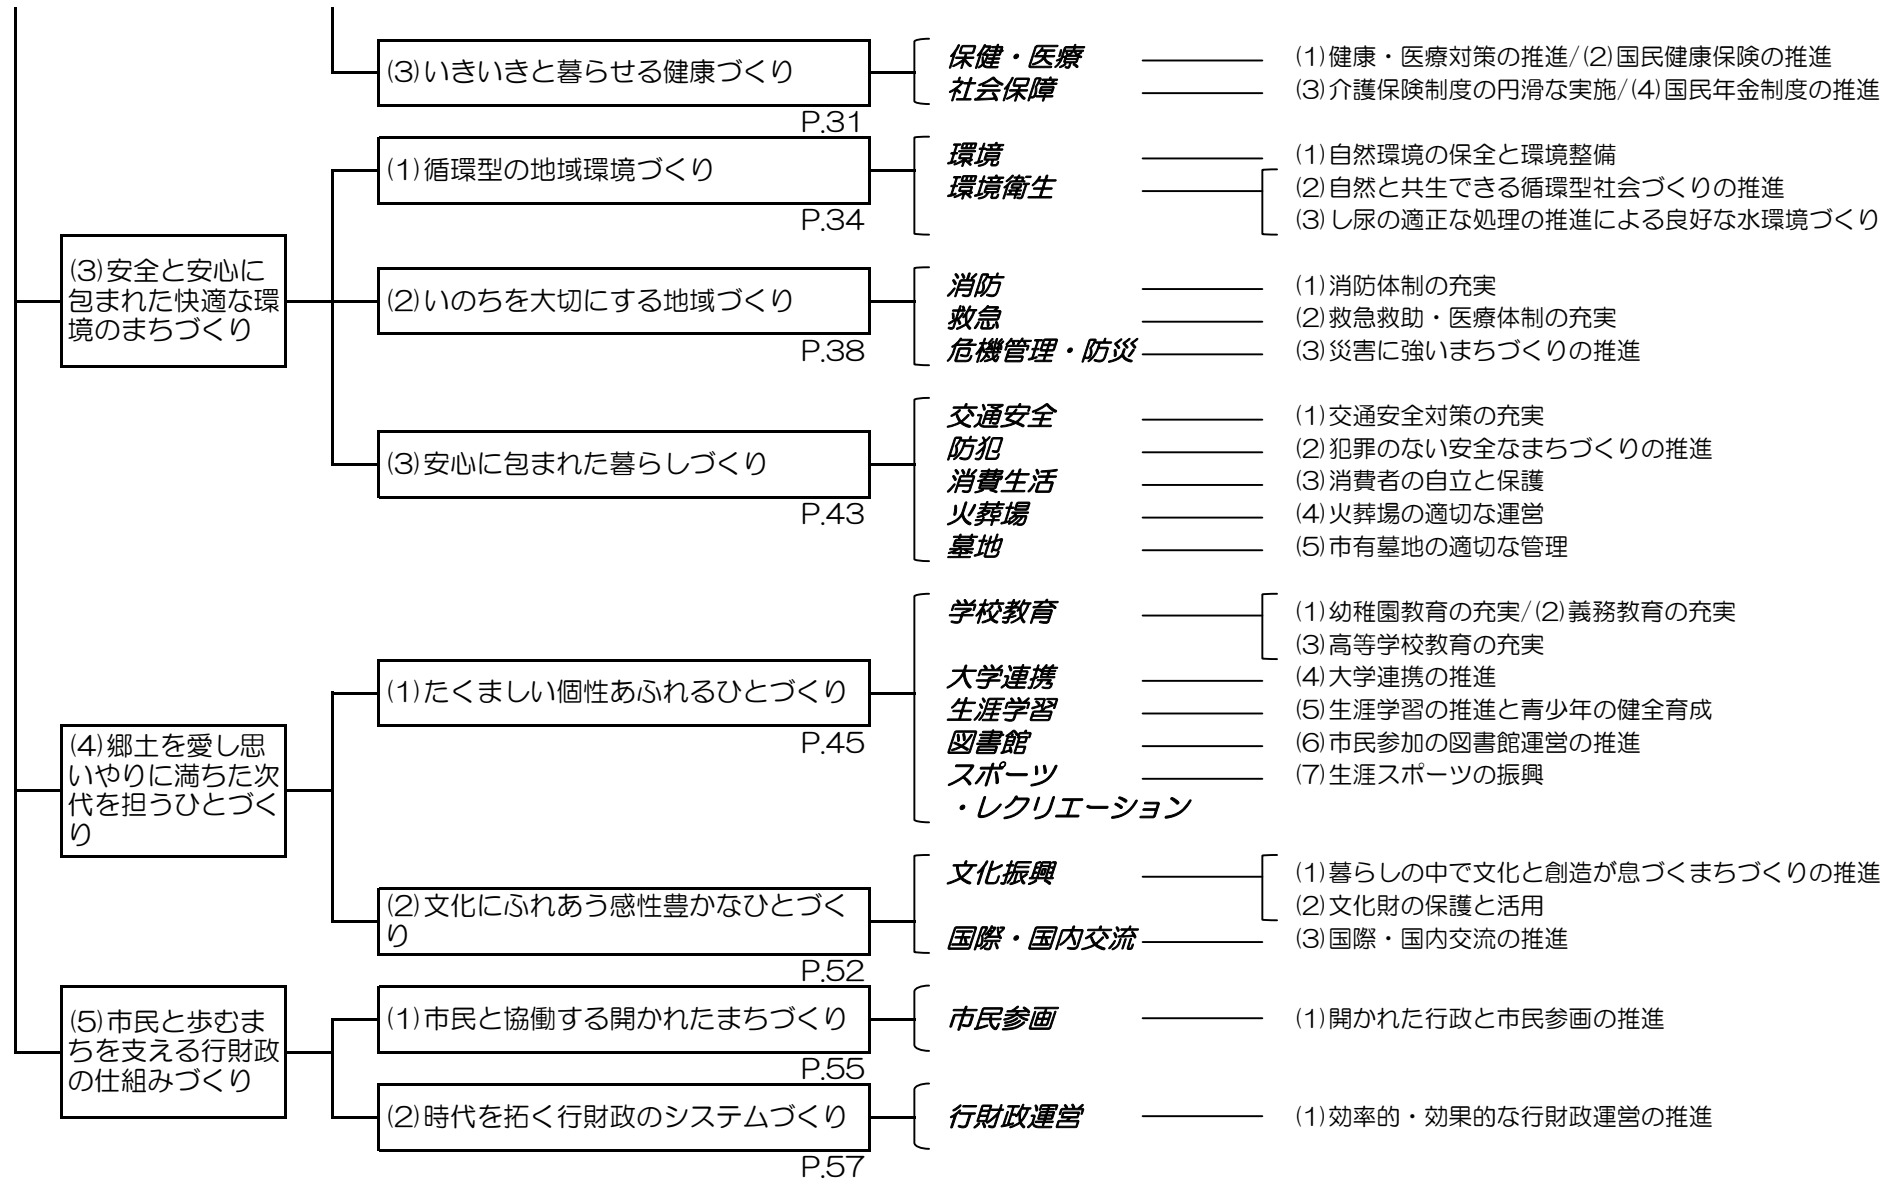 (3)いきいきと暮らせる健康づくり
P.31
保健・医療
(1)健康・医療対策の推進/(2)国民健康保険の推進
社会保障
(3)介護保険制度の円滑な実施/(4)国民年金制度の推進
(3)安全と安心に
包まれた快適な環
境のまちづくり
(1)循環型の地域環境づくり
P.34
環境
(1)自然環境の保全と環境整備
環境衛生
(2)自然と共生できる循環型社会づくりの推進
(3)し尿の適正な処理の推進による良好な水環境づくり
(2)いのちを大切にする地域づくり
P.38
消防
(1)消防体制の充実
救急
(2)救急救助・医療体制の充実
危機管理・防災
(3)災害に強いまちづくりの推進
(3)安心に包まれた暮らしづくり
P.43
交通安全
(1)交通安全対策の充実
防犯
(2)犯罪のない安全なまちづくりの推進
消費生活
(3)消費者の自立と保護
火葬場
(4)火葬場の適切な運営
墓地
(5)市有墓地の適切な管理
(4)郷土を愛し思
いやりに満ちた次
代を担うひとづく
り
(1)たくましい個性あふれるひとづくり
P.45
学校教育
(1)幼稚園教育の充実/(2)義務教育の充実
(3)高等学校教育の充実
大学連携
(4)大学連携の推進
生涯学習
(5)生涯学習の推進と青少年の健全育成
図書館
(6)市民参加の図書館運営の推進
スポーツ
・レクリエーション
(7)生涯スポーツの振興
(2)文化にふれあう感性豊かなひとづく
り
P.52
文化振興
(1)暮らしの中で文化と創造が息づくまちづくりの推進
(2)文化財の保護と活用
国際・国内交流
(3)国際・国内交流の推進
(5)市民と歩むま
ちを支える行財政
の仕組みづくり
(1)市民と協働する開かれたまちづくり
P.55
市民参画
(1)開かれた行政と市民参画の推進
(2)時代を拓く行財政のシステムづくり
P.57
行財政運営
(1)効率的・効果的な行財政運営の推進